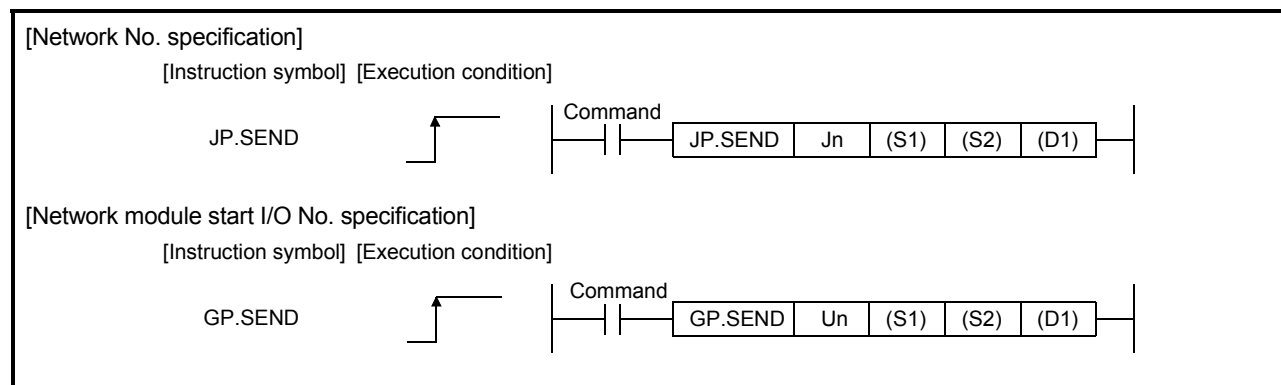 [Network No. specification]
[Instruction symbol] [Execution condition]
Command
JP.SEND JP.SEND Jn (S1) (S2) (D1)
[Network module start I/O No. specification]
[Instruction symbol] [Execution condition]
Command
GP.SEND GP.SEND Un (S1) (S2) (D1)